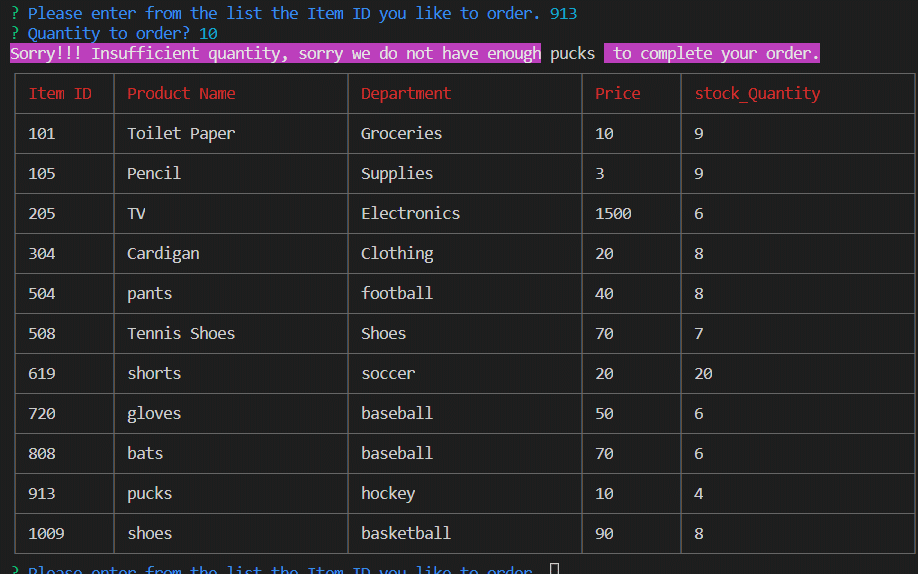 ? Please enter from the list the Item ID you like to order. 913
? Quantity to order? 10
Sorry!!! Insufficient quantity, sorry we do not have enough pucks to complete your order.
Item ID Product Name Department Price stock_Quantity
101 Toilet Paper Groceries 10 9
105 Pencil Supplies 3 9
205 TV Electronics 1500 6
304 Cardigan Clothing 20 8
504 pants football 40 8
508 Tennis Shoes Shoes 70 7
619 shorts soccer 20 20
720 gloves baseball 50 6
808 bats baseball 70 6
913 pucks hockey 10 4
1009 shoes basketball 90 8
? Please enter from the list the Item ID you like to order.